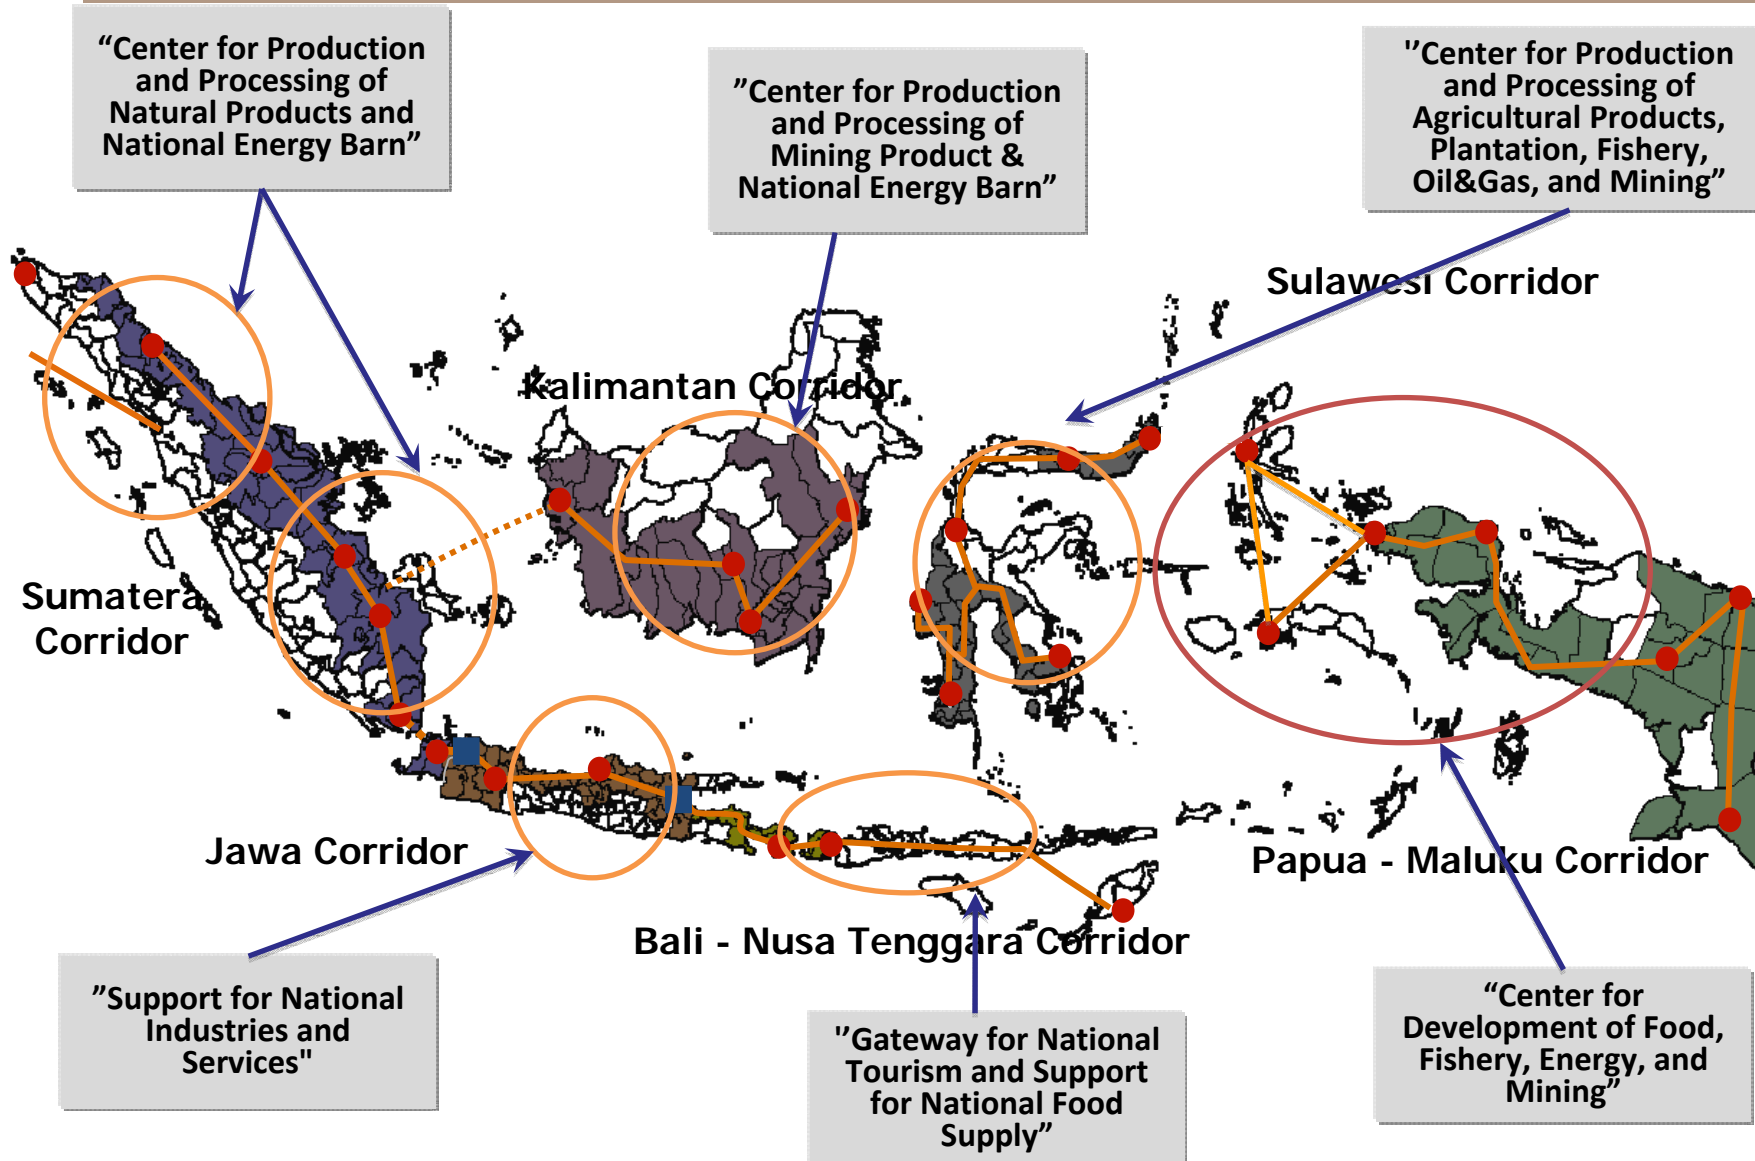 “Center for Production
and Processing of
Natural Products and
National Energy Barn”
”Center for Production
and Processing of
Mining Product &
National Energy Barn”
’’Center for Production
and Processing of
Agricultural Products,
Plantation, Fishery,
Oil&Gas, and Mining”
Sulawesi Corridor
Kalimantan Corridor
Sumatera
Corridor
Jawa Corridor
Papua - Maluku Corridor
Bali - Nusa Tenggara Corridor
”Support for National
Industries and
Services"
’’Gateway for National
Tourism and Support
for National Food
Supply”
“Center for
Development of Food,
Fishery, Energy, and
Mining”